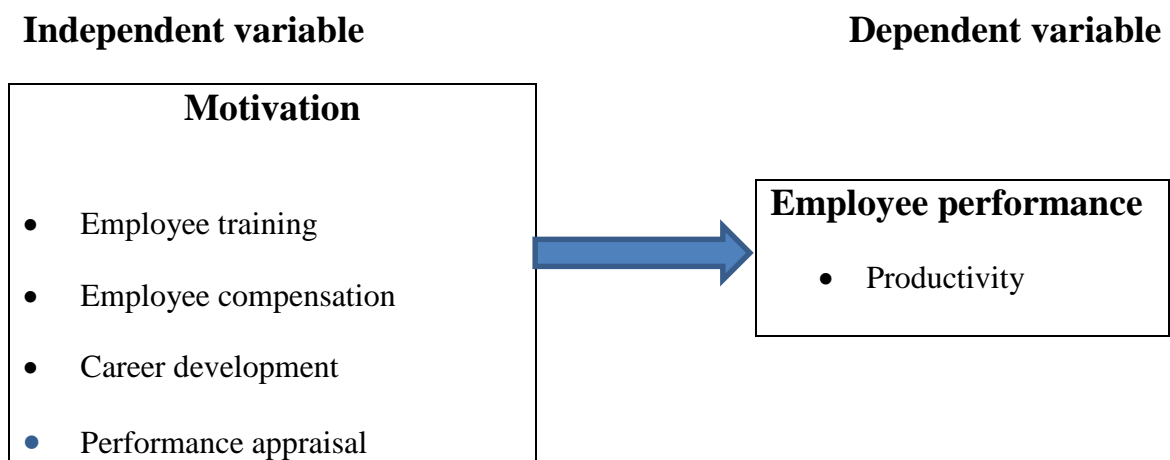 Independent variable
Dependent variable
Motivation
• Employee training
• Employee compensation
• Career development
• Performance appraisal
Employee performance
• Productivity